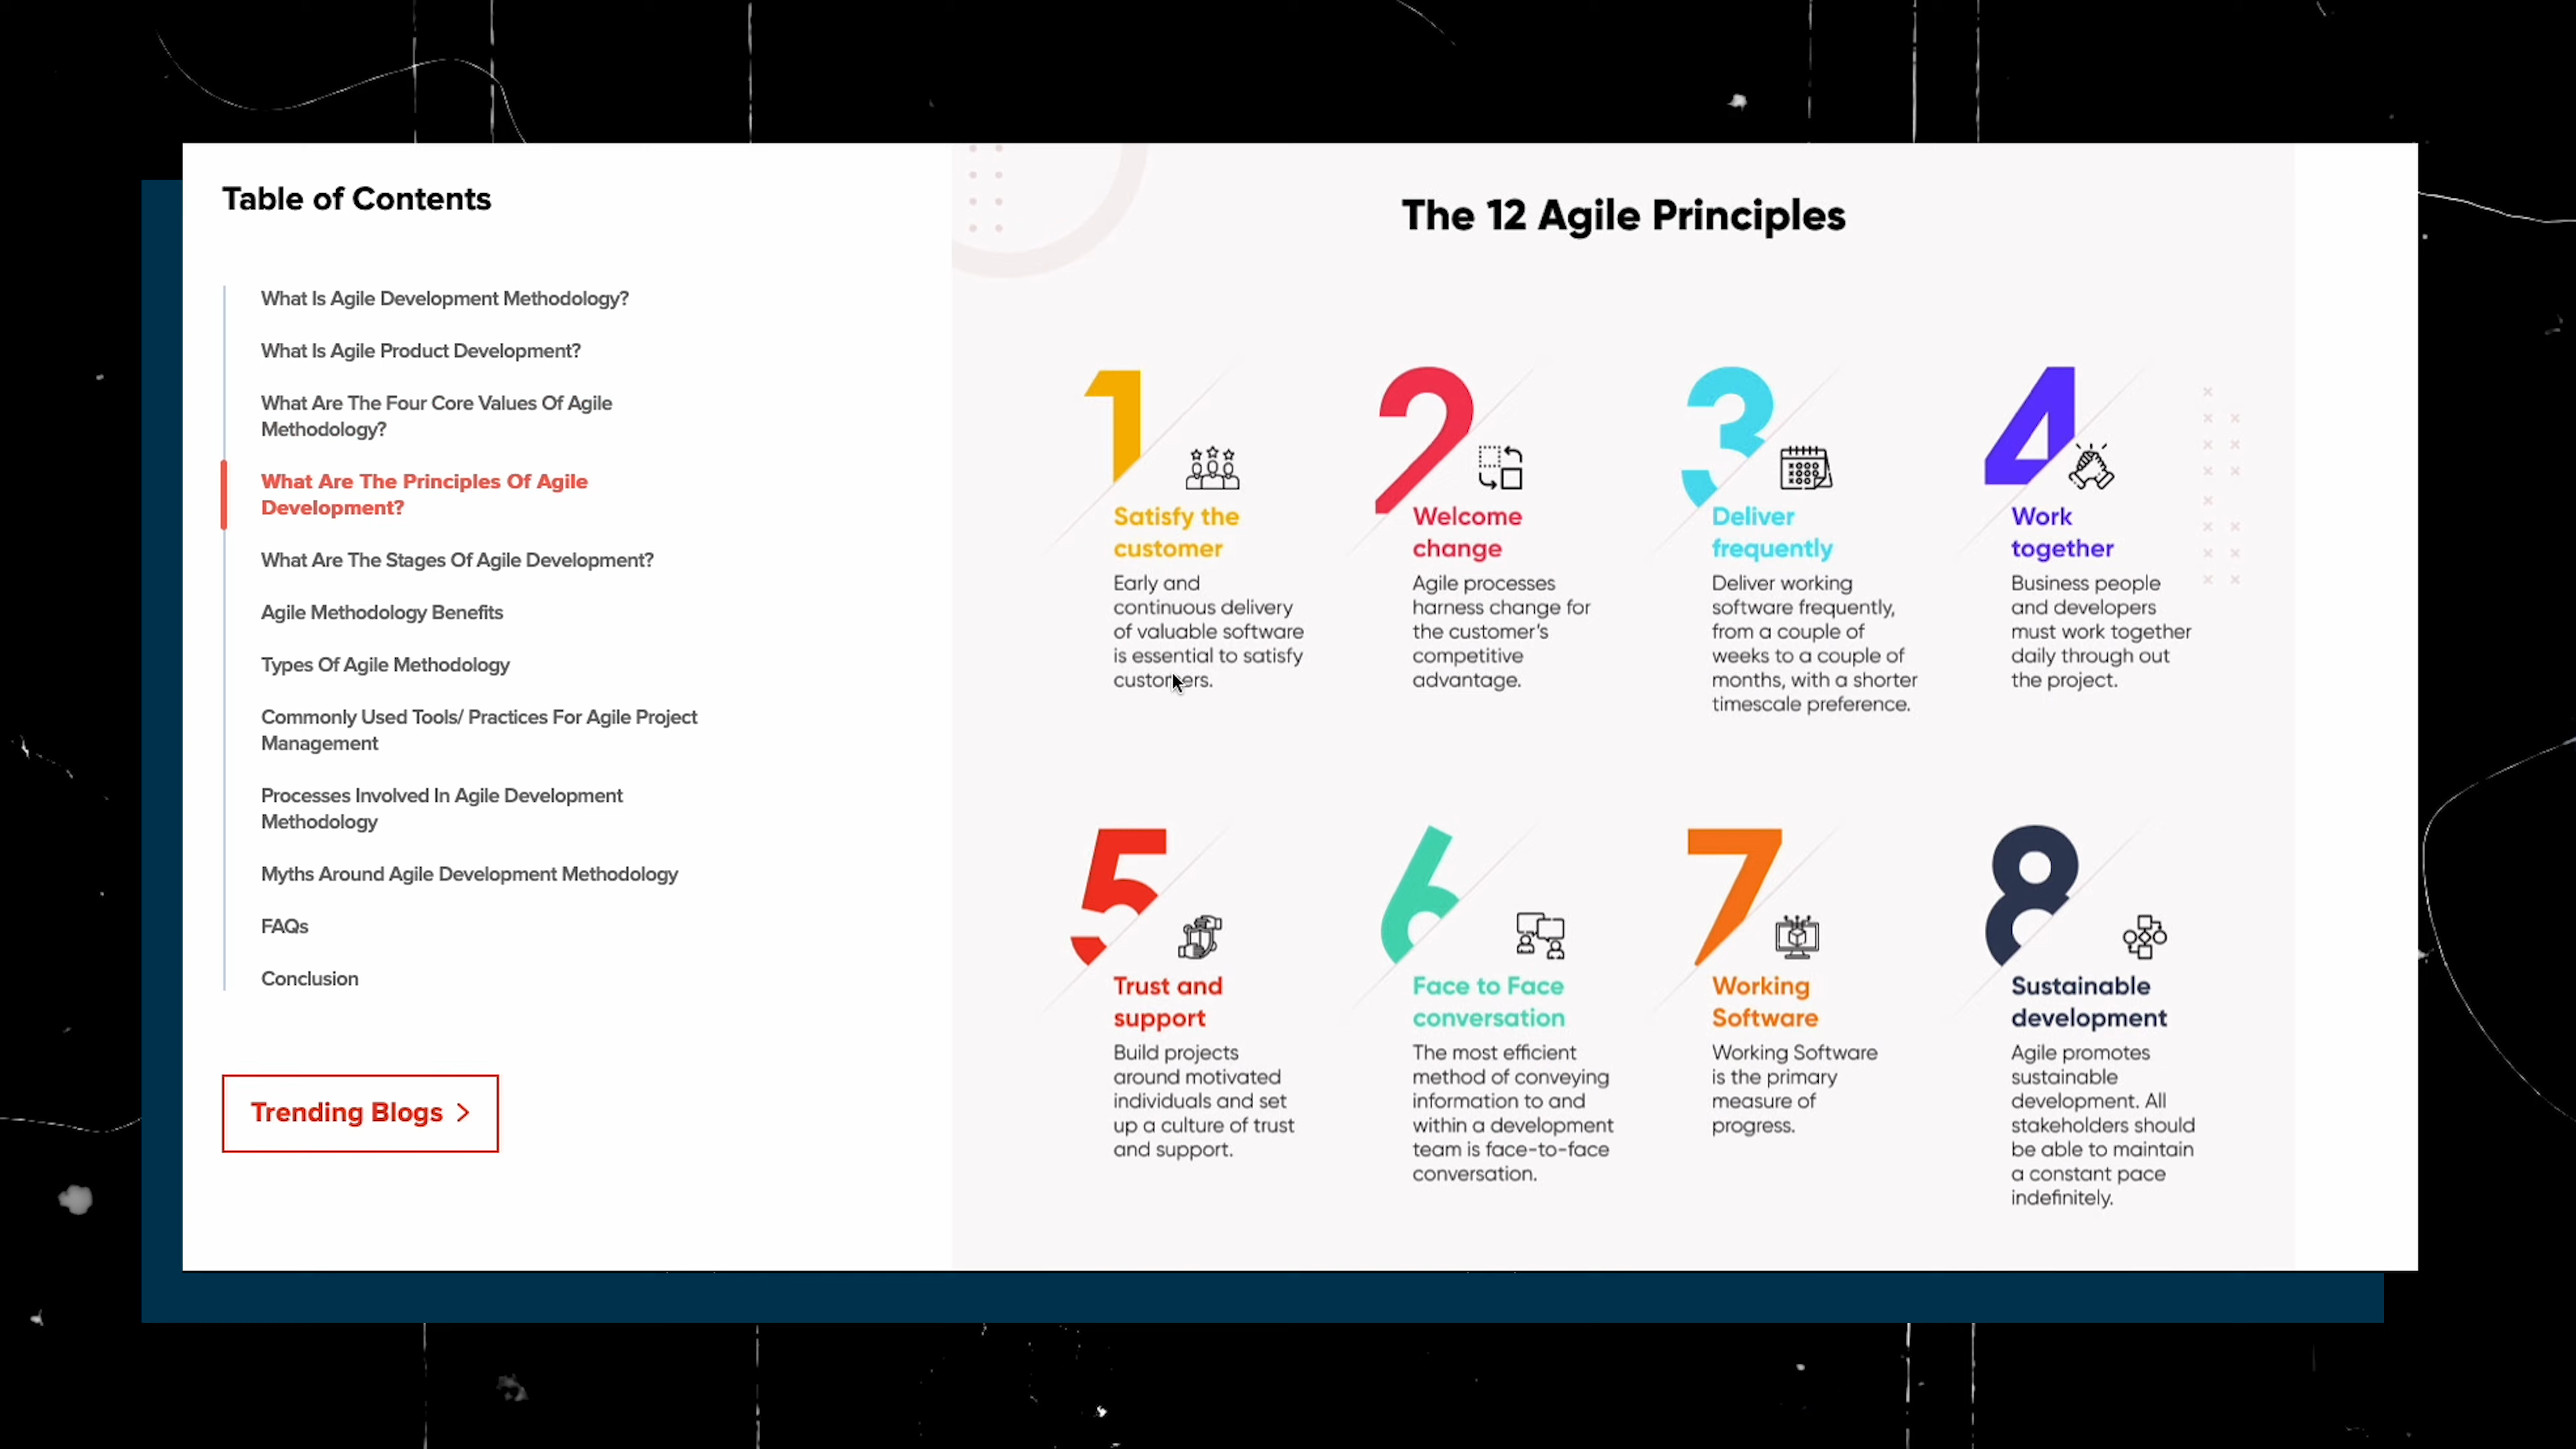 Table of Contents
What Is Agile Development Methodology?
What Is Agile Product Development?
What Are The Four Core Values Of Agile
Methodology?
What Are The Principles Of Agile
Development?
What Are The Stages Of Agile Development?
Agile Methodology Benefits
Types Of Agile Methodology
Commonly Used Tools/ Practices For Agile Project
Management
Processes Involved In Agile Development
Methodology
Myths Around Agile Development Methodology
FAQs
Conclusion
Trending Blogs >
The 12 Agile Principles
1
Satisfy the
customer
Early and
continuous delivery
of valuable software
is essential to satisfy
customers.
2
Welcome
change
Agile processes
harness change for
the customer's
competitive
advantage.
3
Deliver
frequently
Deliver working
software frequently,
from a couple of
weeks to a couple of
months, with a shorter
timescale preference.
4
Work
together
Business people
and developers
must work together
daily through out
the project.
5
Trust and
support
Build projects
around motivated
individuals and set
up a culture of trust
and support.
6
Face to Face
conversation
The most efficient
method of conveying
information to and
within a development
team is face-to-face
conversation.
7
Working
Software
Working Software
is the primary
measure of
progress.
8
Sustainable
development
Agile promotes
sustainable
development. All
stakeholders should
be able to maintain
a constant pace
indefinitely.